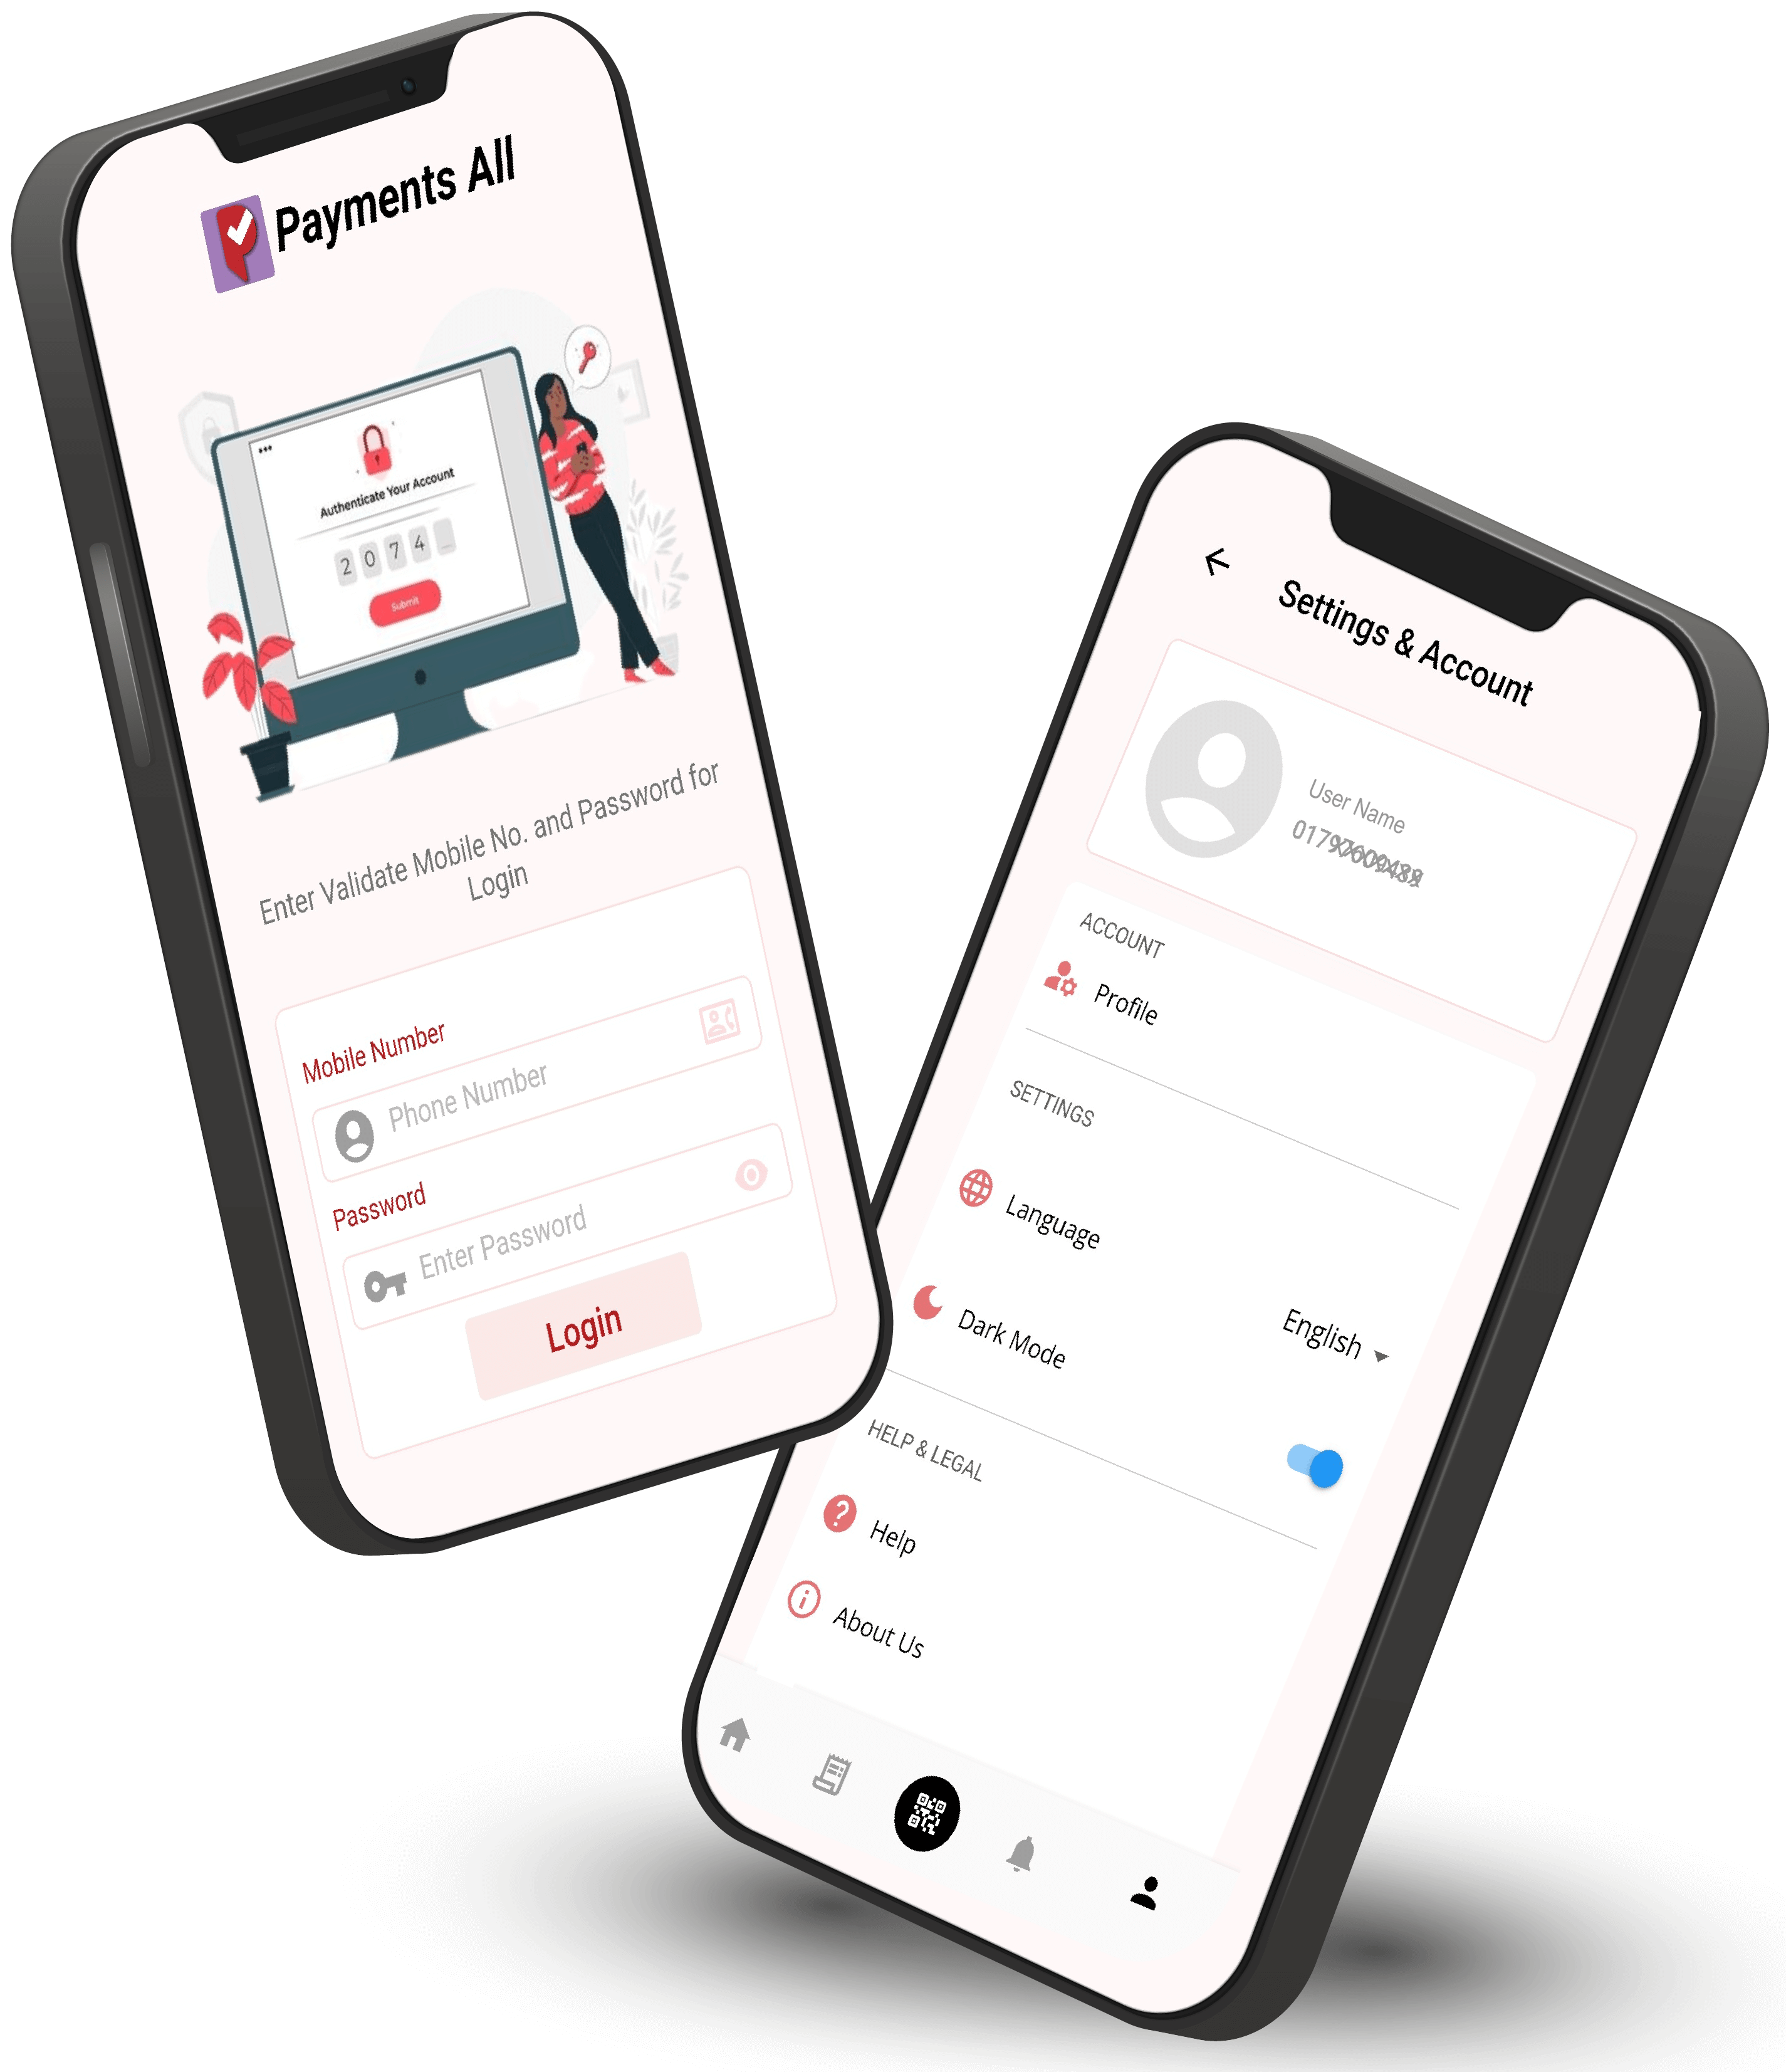 Payments All
Authenticate Your Account
2 0 7 4 _
Submit
Enter Validate Mobile No. and Password for
Login
Mobile Number
Phone Number
Password
Enter Password
Login
Settings & Account
User Name
ACCOUNT
Profile
SETTINGS
Language
English
Dark Mode
HELP & LEGAL
Help
About Us